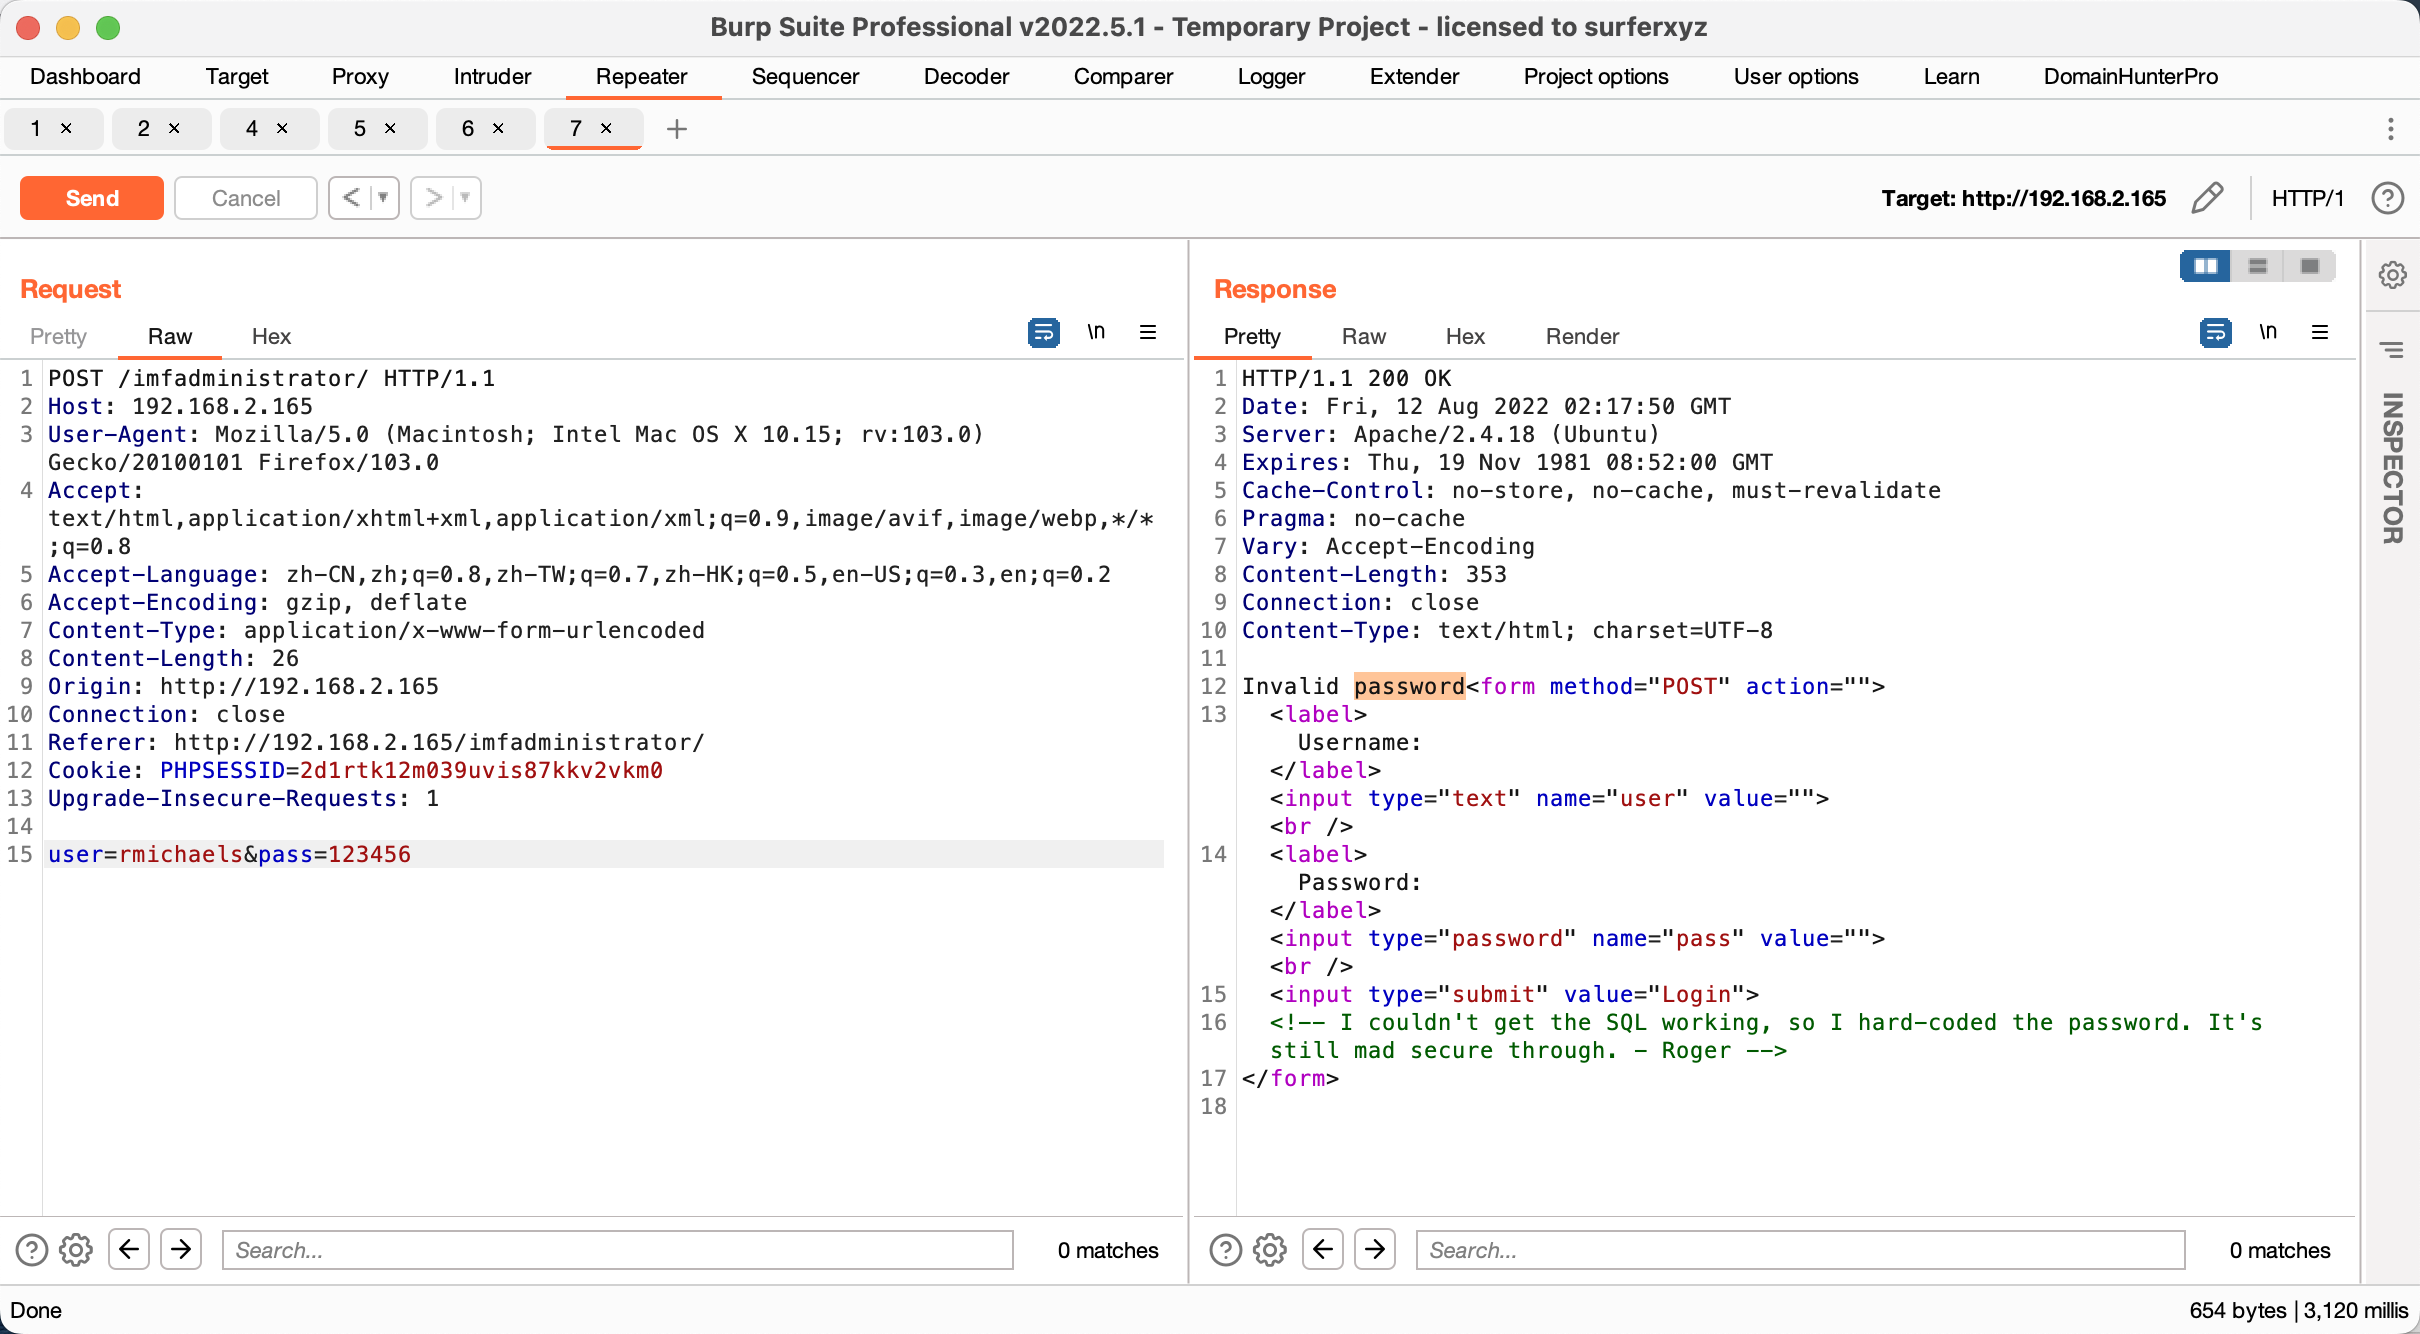 Burp Suite Professional v2022.5.1 - Temporary Project - licensed to surferxyz
Dashboard Target Proxy Intruder Repeater Sequencer Decoder Comparer Logger Extender Project options User options Learn DomainHunterPro
1 × 2 × 4 × 5 × 6 × 7 × +
Send Cancel < > Target: http://192.168.2.165 HTTP/1 ?
Request
Pretty Raw Hex \n
1 POST /imfadministrator/ HTTP/1.1
2 Host: 192.168.2.165
3 User-Agent: Mozilla/5.0 (Macintosh; Intel Mac OS X 10.15; rv:103.0)
Gecko/20100101 Firefox/103.0
4 Accept:
text/html,application/xhtml+xml,application/xml;q=0.9,image/avif,image/webp,*/*
;q=0.8
5 Accept-Language: zh-CN,zh;q=0.8,zh-TW;q=0.7,zh-HK;q=0.5,en-US;q=0.3,en;q=0.2
6 Accept-Encoding: gzip, deflate
7 Content-Type: application/x-www-form-urlencoded
8 Content-Length: 26
9 Origin: http://192.168.2.165
10 Connection: close
11 Referer: http://192.168.2.165/imfadministrator/
12 Cookie: PHPSESSID=2d1rtk12m039uvis87kkv2vkm0
13 Upgrade-Insecure-Requests: 1
14
15 user=rmichaels&pass=123456
? Search... 0 matches
Response
Pretty Raw Hex Render \n
1 HTTP/1.1 200 OK
2 Date: Fri, 12 Aug 2022 02:17:50 GMT
3 Server: Apache/2.4.18 (Ubuntu)
4 Expires: Thu, 19 Nov 1981 08:52:00 GMT
5 Cache-Control: no-store, no-cache, must-revalidate
6 Pragma: no-cache
7 Vary: Accept-Encoding
8 Content-Length: 353
9 Connection: close
10 Content-Type: text/html; charset=UTF-8
11
12 Invalid password<form method="POST" action="">
13 <label>
Username:
</label>
<input type="text" name="user" value="">
<br />
14 <label>
Password:
</label>
<input type="password" name="pass" value="">
<br />
15 <input type="submit" value="Login">
16 <!-- I couldn't get the SQL working, so I hard-coded the password. It's
still mad secure through. - Roger -->
17 </form>
18
? Search... 0 matches
INSPECTOR
Done
654 bytes | 3,120 millis